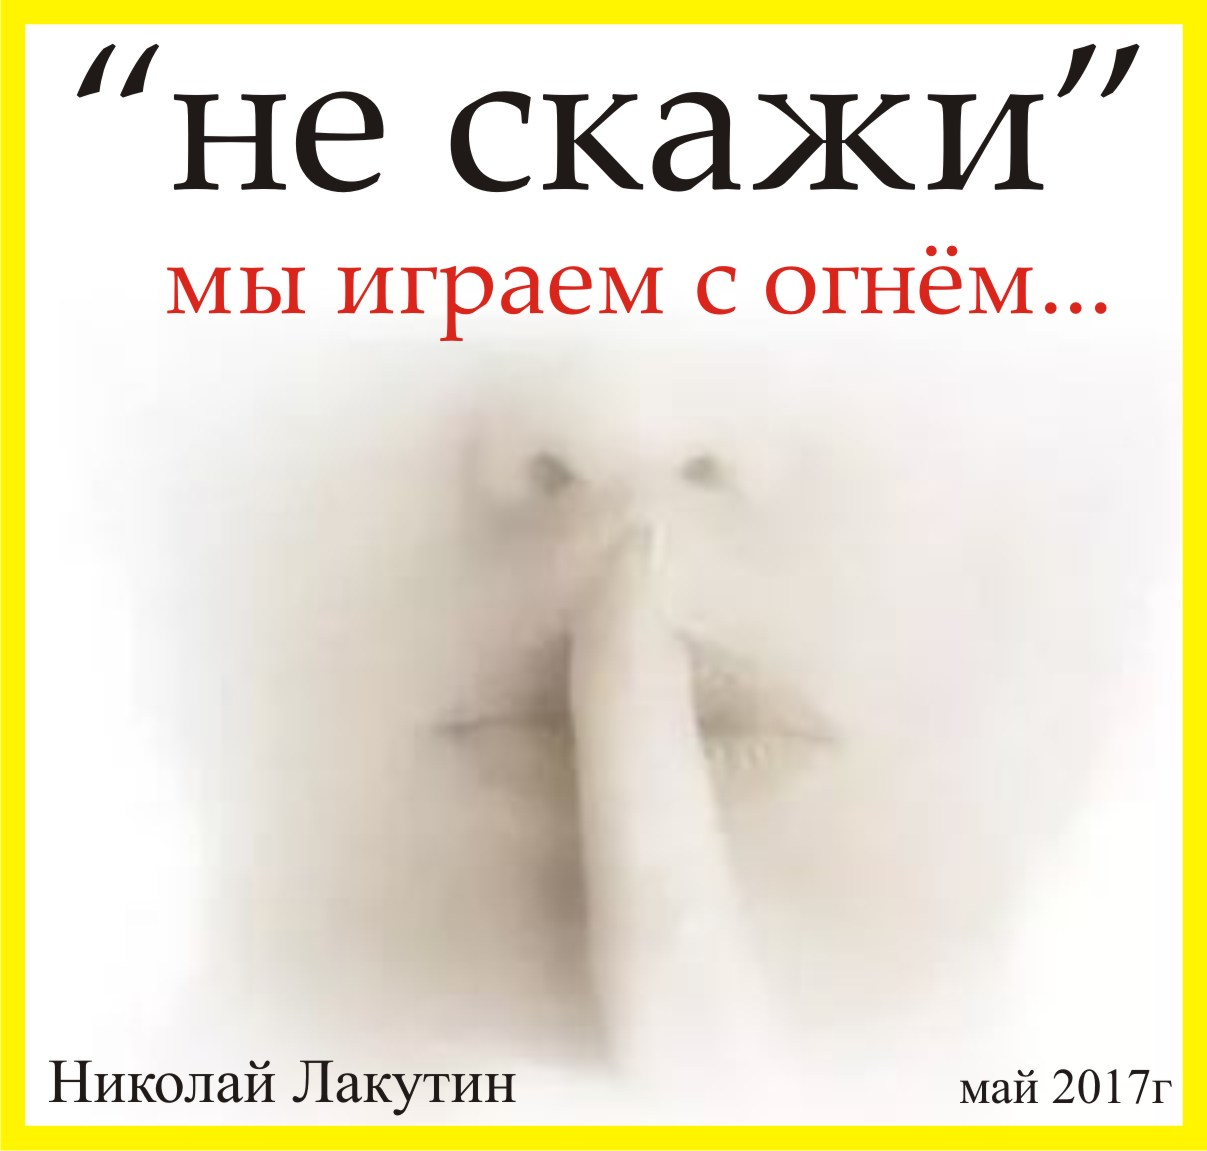 “не скажи”
мы играем с огнём...
Николай Лакутин
май 2017г